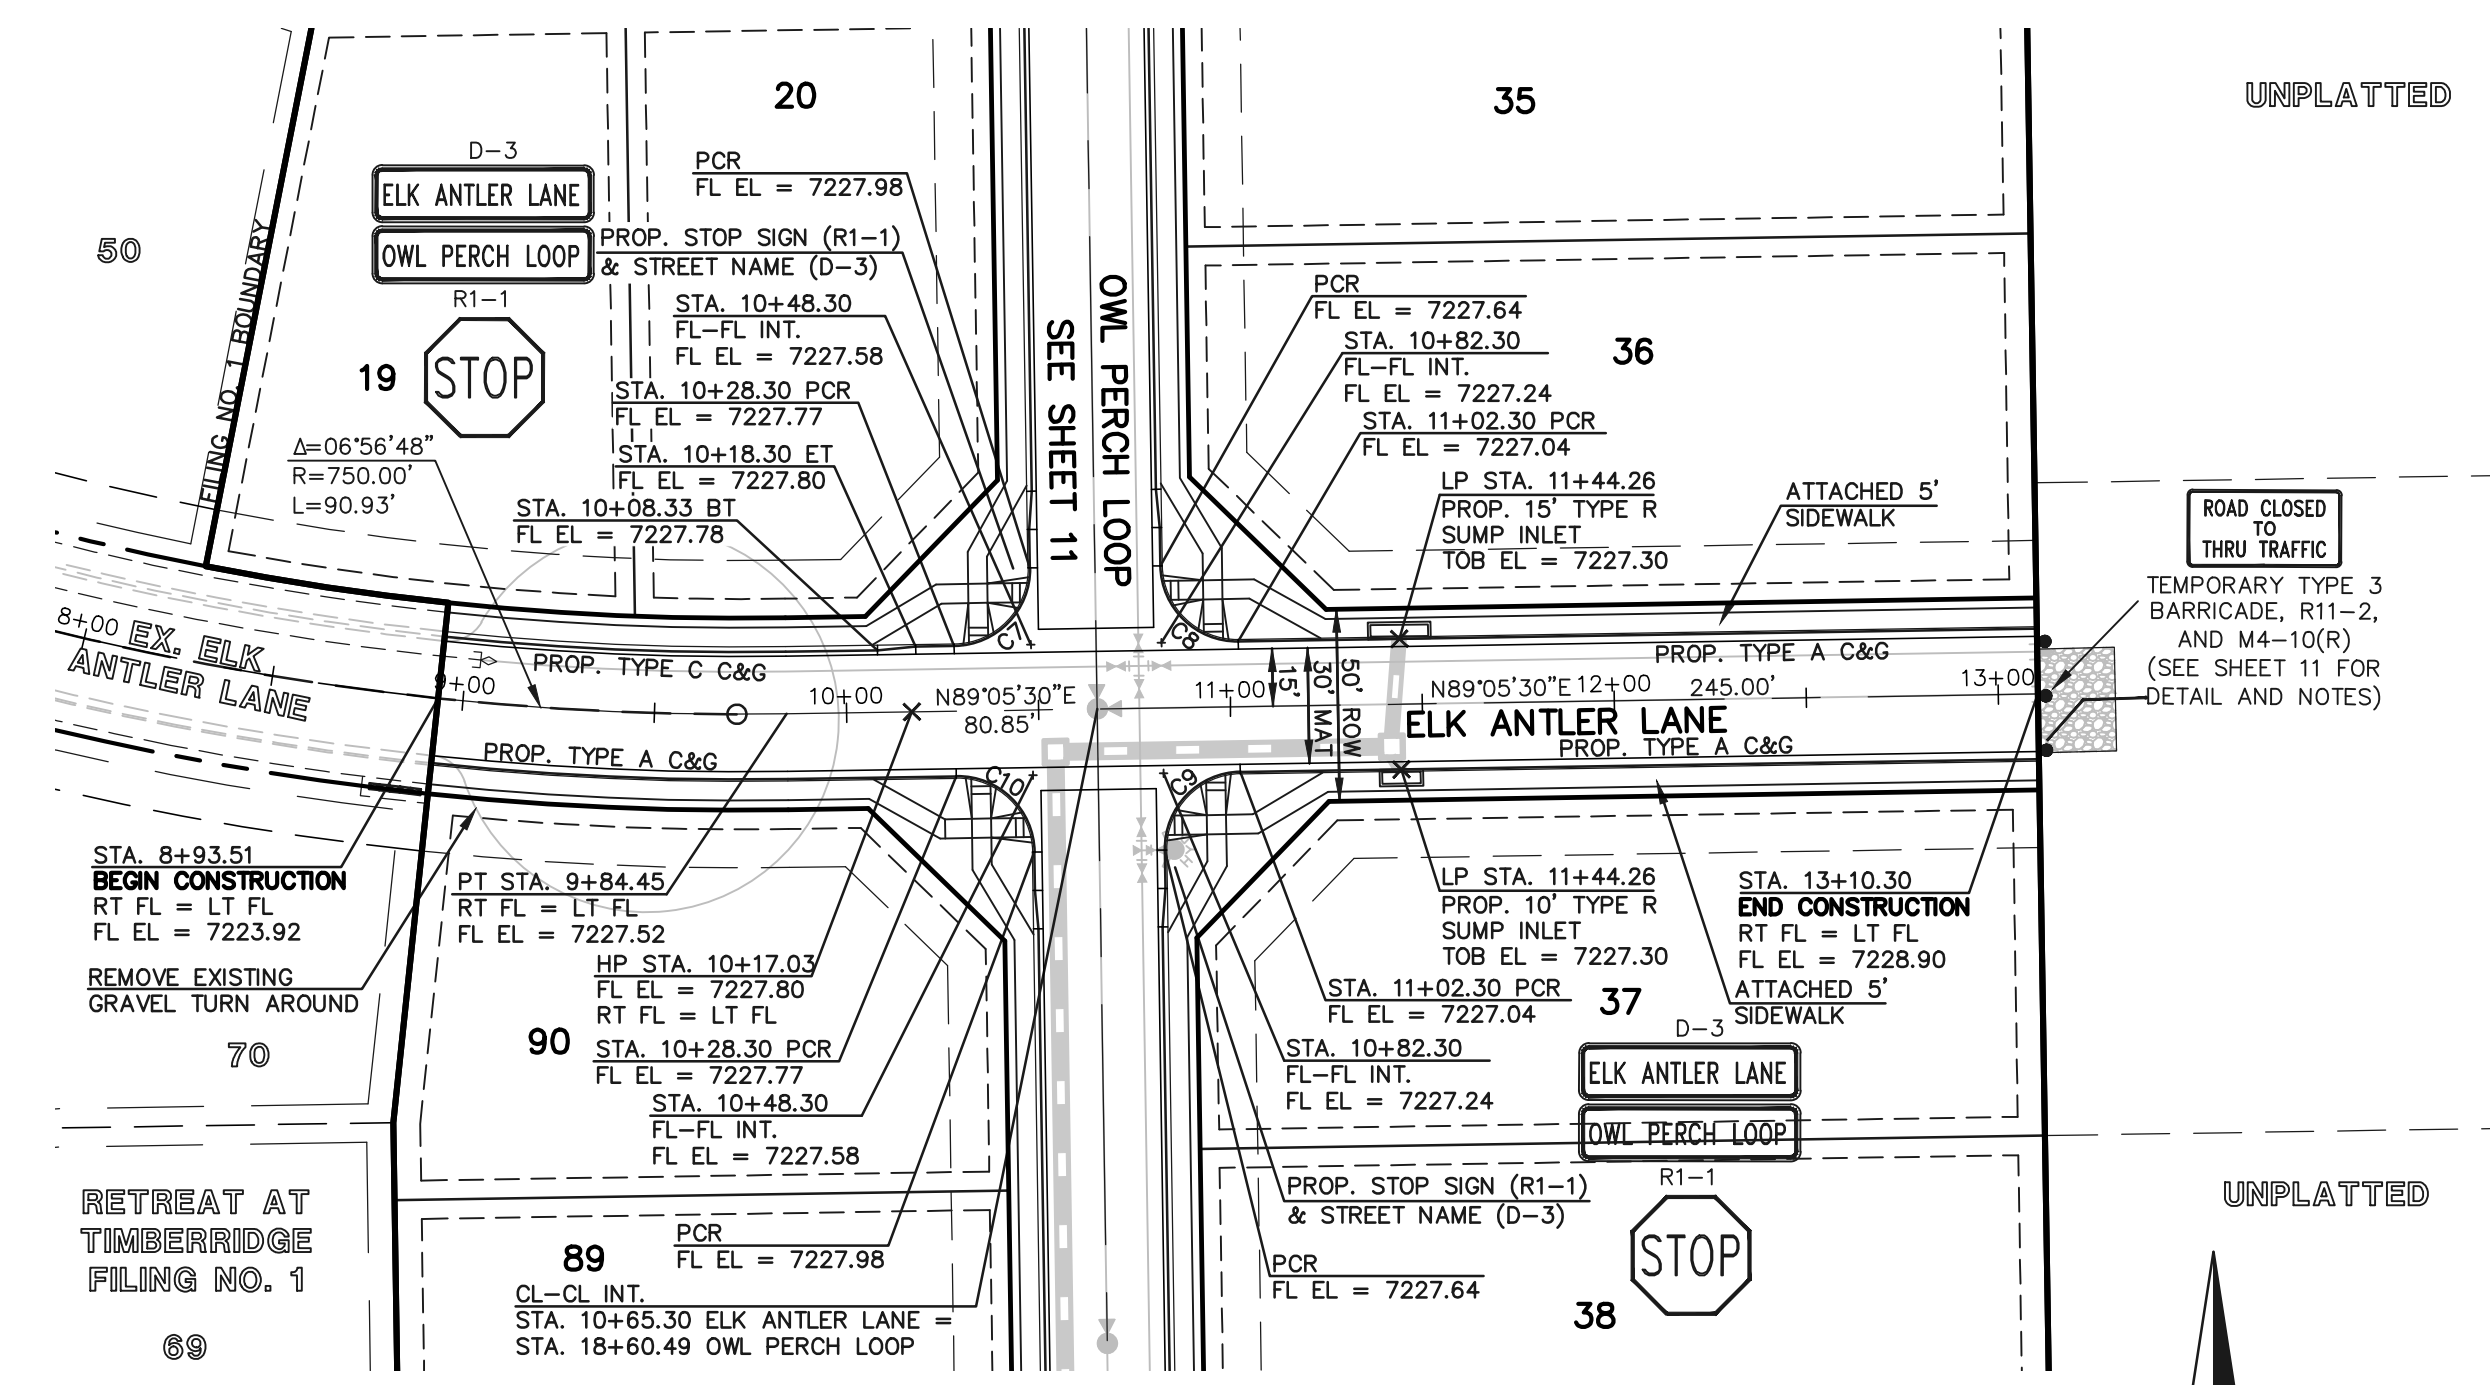 UNPLATTED
20
35
D-3
ELK ANTLER LANE
OWL PERCH LOOP
R1-1
STOP
19
50
FILING NO. 1 BOUNDARY
PCR
FL EL = 7227.98
PROP. STOP SIGN (R1-1)
& STREET NAME (D-3)
STA. 10+48.30
FL-FL INT.
FL EL = 7227.58
STA. 10+28.30 PCR
FL EL = 7227.77
STA. 10+18.30 ET
FL EL = 7227.80
STA. 10+08.33 BT
FL EL = 7227.78
Δ=06°56'48"
R=750.00'
L=90.93'
OWL PERCH LOOP
SEE SHEET 11
PCR
FL EL = 7227.64
STA. 10+82.30
FL-FL INT.
FL EL = 7227.24
STA. 11+02.30 PCR
FL EL = 7227.04
36
LP STA. 11+44.26
PROP. 15' TYPE R
SUMP INLET
TOB EL = 7227.30
ATTACHED 5'
SIDEWALK
ROAD CLOSED
TO
THRU TRAFFIC
TEMPORARY TYPE 3
BARRICADE, R11-2,
AND M4-10(R)
(SEE SHEET 11 FOR
DETAIL AND NOTES)
8+00
EX. ELK
ANTLER LANE
9+00
PROP. TYPE C C&G
10+00
N89°05'30"E
80.85'
C7
C8
11+00
15'
30' MAT
50' ROW
N89°05'30"E
12+00
245.00'
13+00
PROP. TYPE A C&G
ELK ANTLER LANE
PROP. TYPE A C&G
PROP. TYPE A C&G
C10
C9
STA. 8+93.51
BEGIN CONSTRUCTION
RT FL = LT FL
FL EL = 7223.92
REMOVE EXISTING
GRAVEL TURN AROUND
PT STA. 9+84.45
RT FL = LT FL
FL EL = 7227.52
HP STA. 10+17.03
FL EL = 7227.80
RT FL = LT FL
STA. 10+28.30 PCR
FL EL = 7227.77
STA. 10+48.30
FL-FL INT.
FL EL = 7227.58
90
70
PCR
FL EL = 7227.98
89
CL-CL INT.
STA. 10+65.30 ELK ANTLER LANE =
STA. 18+60.49 OWL PERCH LOOP
RETREAT AT
TIMBERRIDGE
FILING NO. 1
69
LP STA. 11+44.26
PROP. 10' TYPE R
SUMP INLET
TOB EL = 7227.30
STA. 13+10.30
END CONSTRUCTION
RT FL = LT FL
FL EL = 7228.90
ATTACHED 5'
SIDEWALK
STA. 11+02.30 PCR
FL EL = 7227.04
37
STA. 10+82.30
FL-FL INT.
FL EL = 7227.24
D-3
ELK ANTLER LANE
OWL PERCH LOOP
R1-1
STOP
PROP. STOP SIGN (R1-1)
& STREET NAME (D-3)
PCR
FL EL = 7227.64
38
UNPLATTED